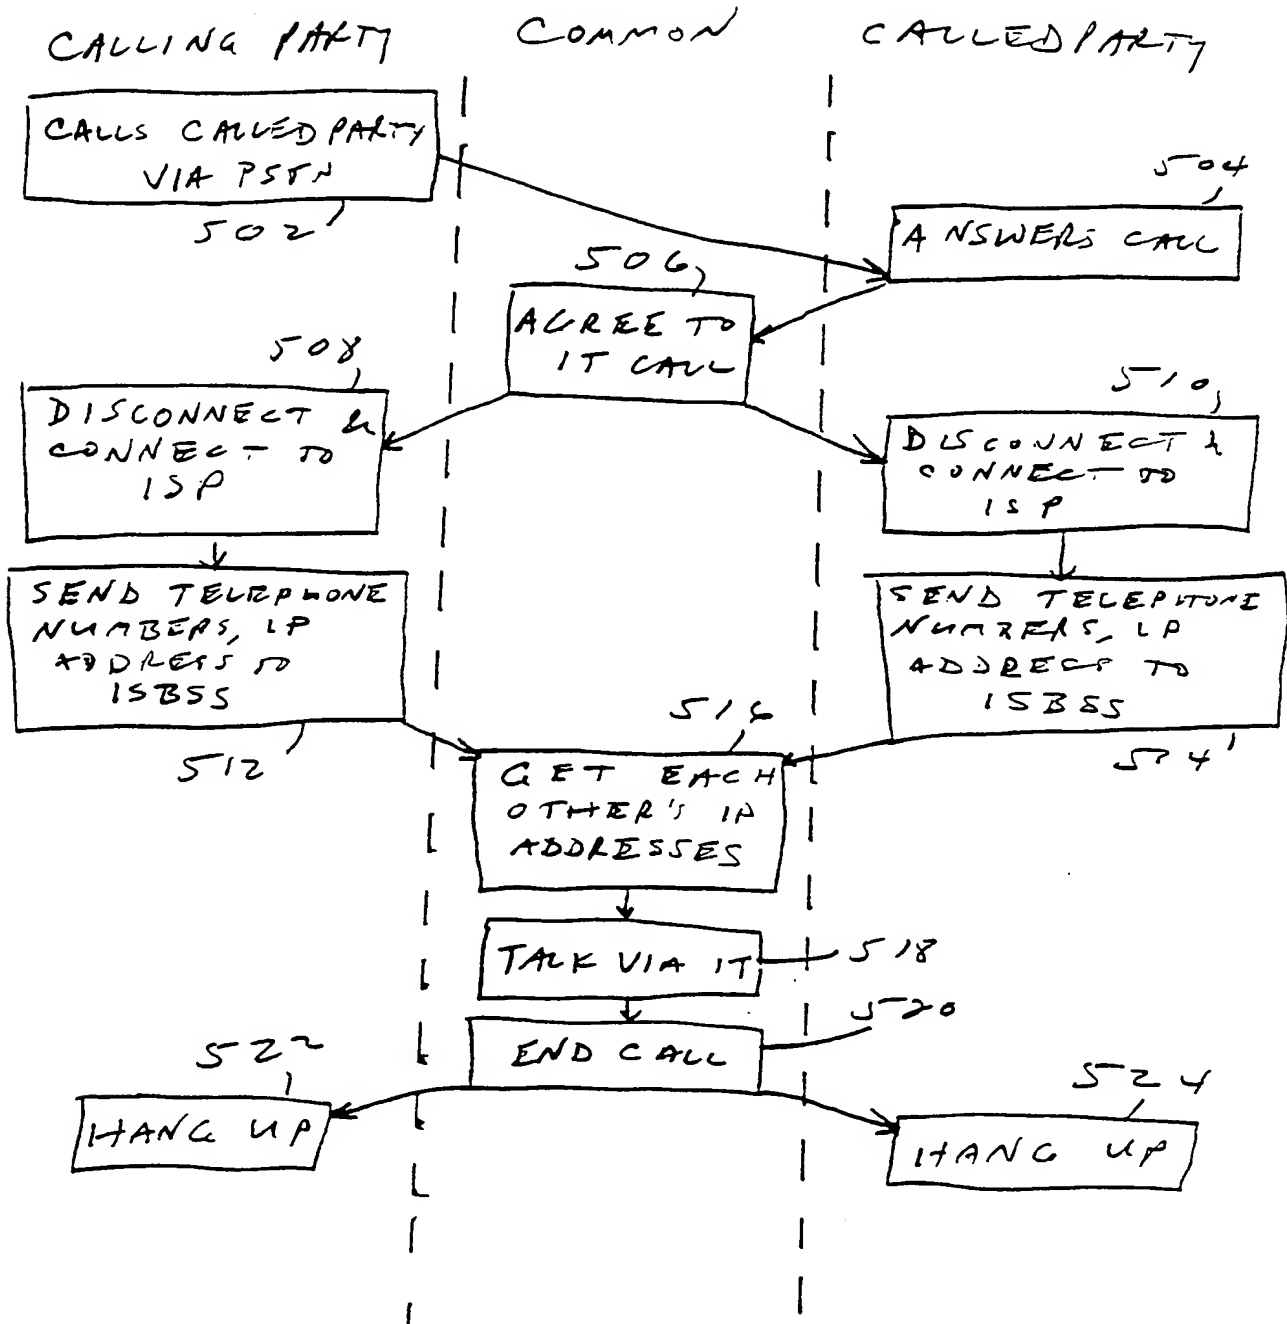 CALLING PARTY
COMMON
CALLED PARTY
CALLS CALLED PARTY
VIA PSTN
502
504
ANSWERS CALL
506
AGREE TO
IT CALL
508
DISCONNECT &
CONNECT TO
ISP
510
DISCONNECT &
CONNECT TO
ISP
SEND TELEPHONE
NUMBERS, IP
ADDRESS TO
ISBSS
512
SEND TELEPHONE
NUMBERS, IP
ADDRESS TO
ISBSS
514
516
GET EACH
OTHER'S IP
ADDRESSES
TALK VIA IT
518
520
END CALL
522
HANG UP
524
HANG UP